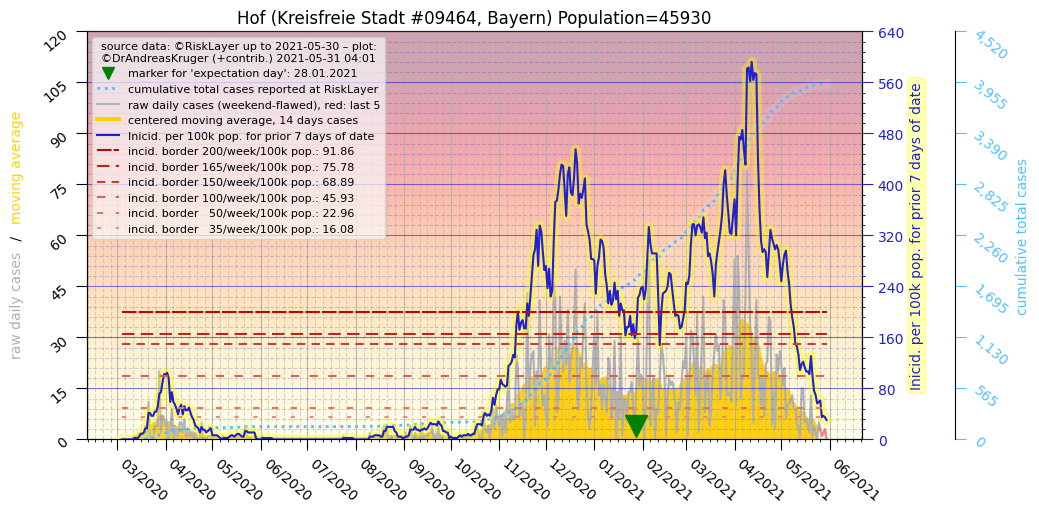 Hof (Kreisfreie Stadt #09464, Bayern) Population=45930
source data: ©RiskLayer up to 2021-05-30 – plot:
©DrAndreasKruger (+contrib.) 2021-05-31 04:01
marker for 'expectation day': 28.01.2021
cumulative total cases reported at RiskLayer
raw daily cases (weekend-flawed), red: last 5
centered moving average, 14 days cases
Inicid. per 100k pop. for prior 7 days of date
incid. border 200/week/100k pop.: 91.86
incid. border 165/week/100k pop.: 75.78
incid. border 150/week/100k pop.: 68.89
incid. border 100/week/100k pop.: 45.93
incid. border   50/week/100k pop.: 22.96
incid. border   35/week/100k pop.: 16.08
raw daily cases / moving average
120
105
90
75
60
45
30
15
0
640
560
480
400
320
240
160
80
0
Inicid. per 100k pop. for prior 7 days of date
4,520
3,955
3,390
2,825
2,260
1,695
1,130
565
0
cumulative total cases
03/2020
04/2020
05/2020
06/2020
07/2020
08/2020
09/2020
10/2020
11/2020
12/2020
01/2021
02/2021
03/2021
04/2021
05/2021
06/2021